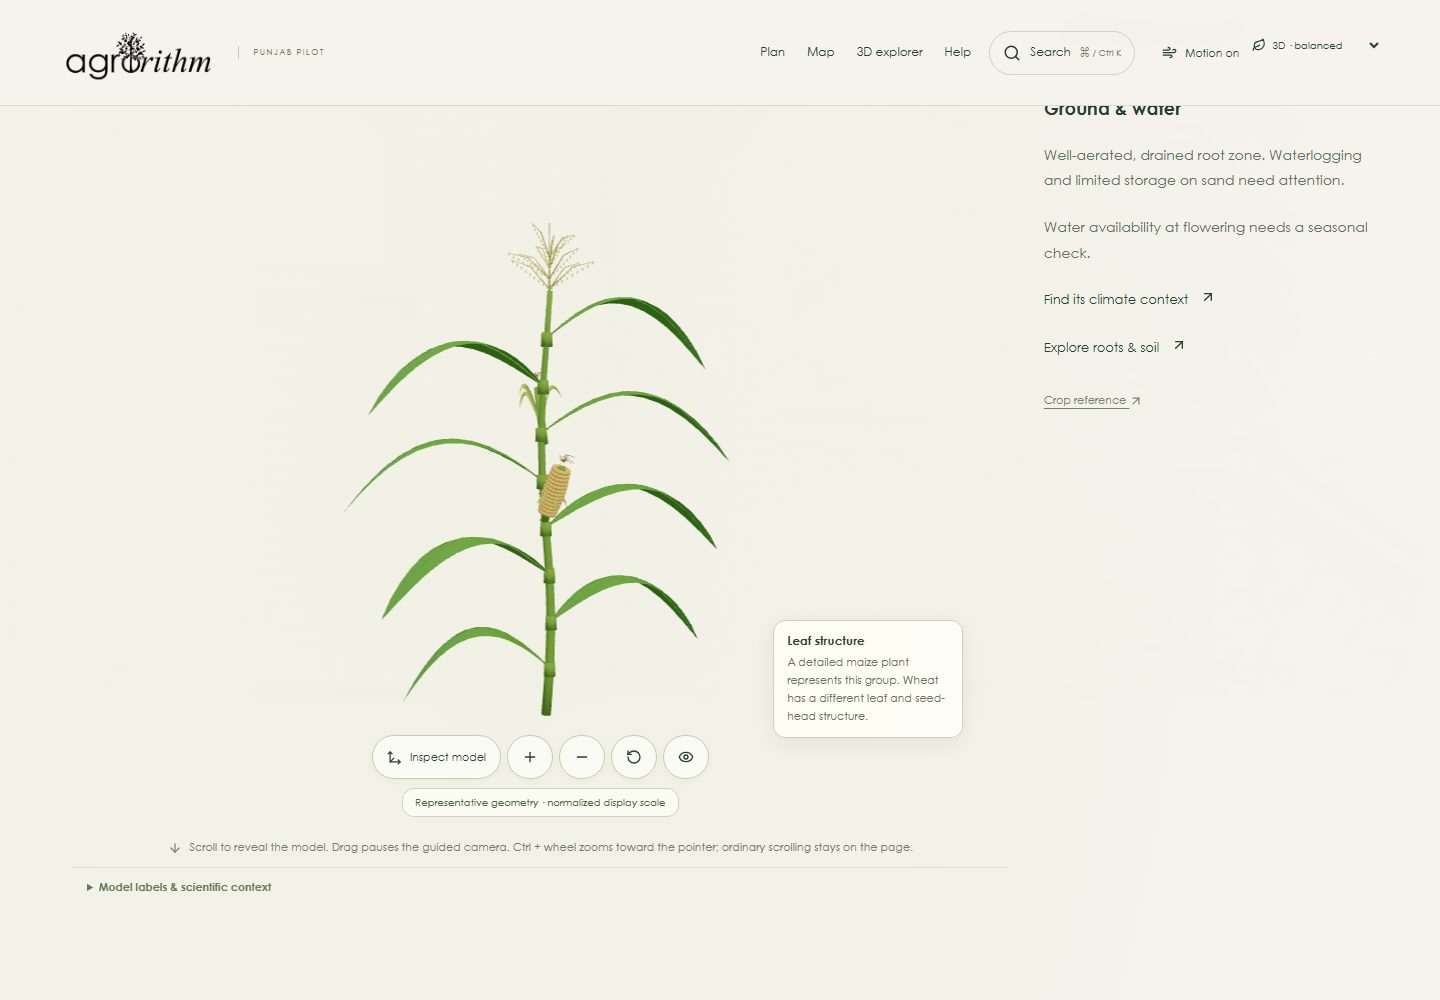 agrorithm
PUNJAB PILOT
Plan
Map
3D explorer
Help
Search ⌘ / Ctrl K
Motion on
3D · balanced
Ground & water
Well-aerated, drained root zone. Waterlogging
and limited storage on sand need attention.
Water availability at flowering needs a seasonal
check.
Find its climate context
Explore roots & soil
Crop reference
Leaf structure
A detailed maize plant
represents this group. Wheat
has a different leaf and seed-
head structure.
Inspect model
Representative geometry · normalized display scale
Scroll to reveal the model. Drag pauses the guided camera. Ctrl + wheel zooms toward the pointer; ordinary scrolling stays on the page.
Model labels & scientific context